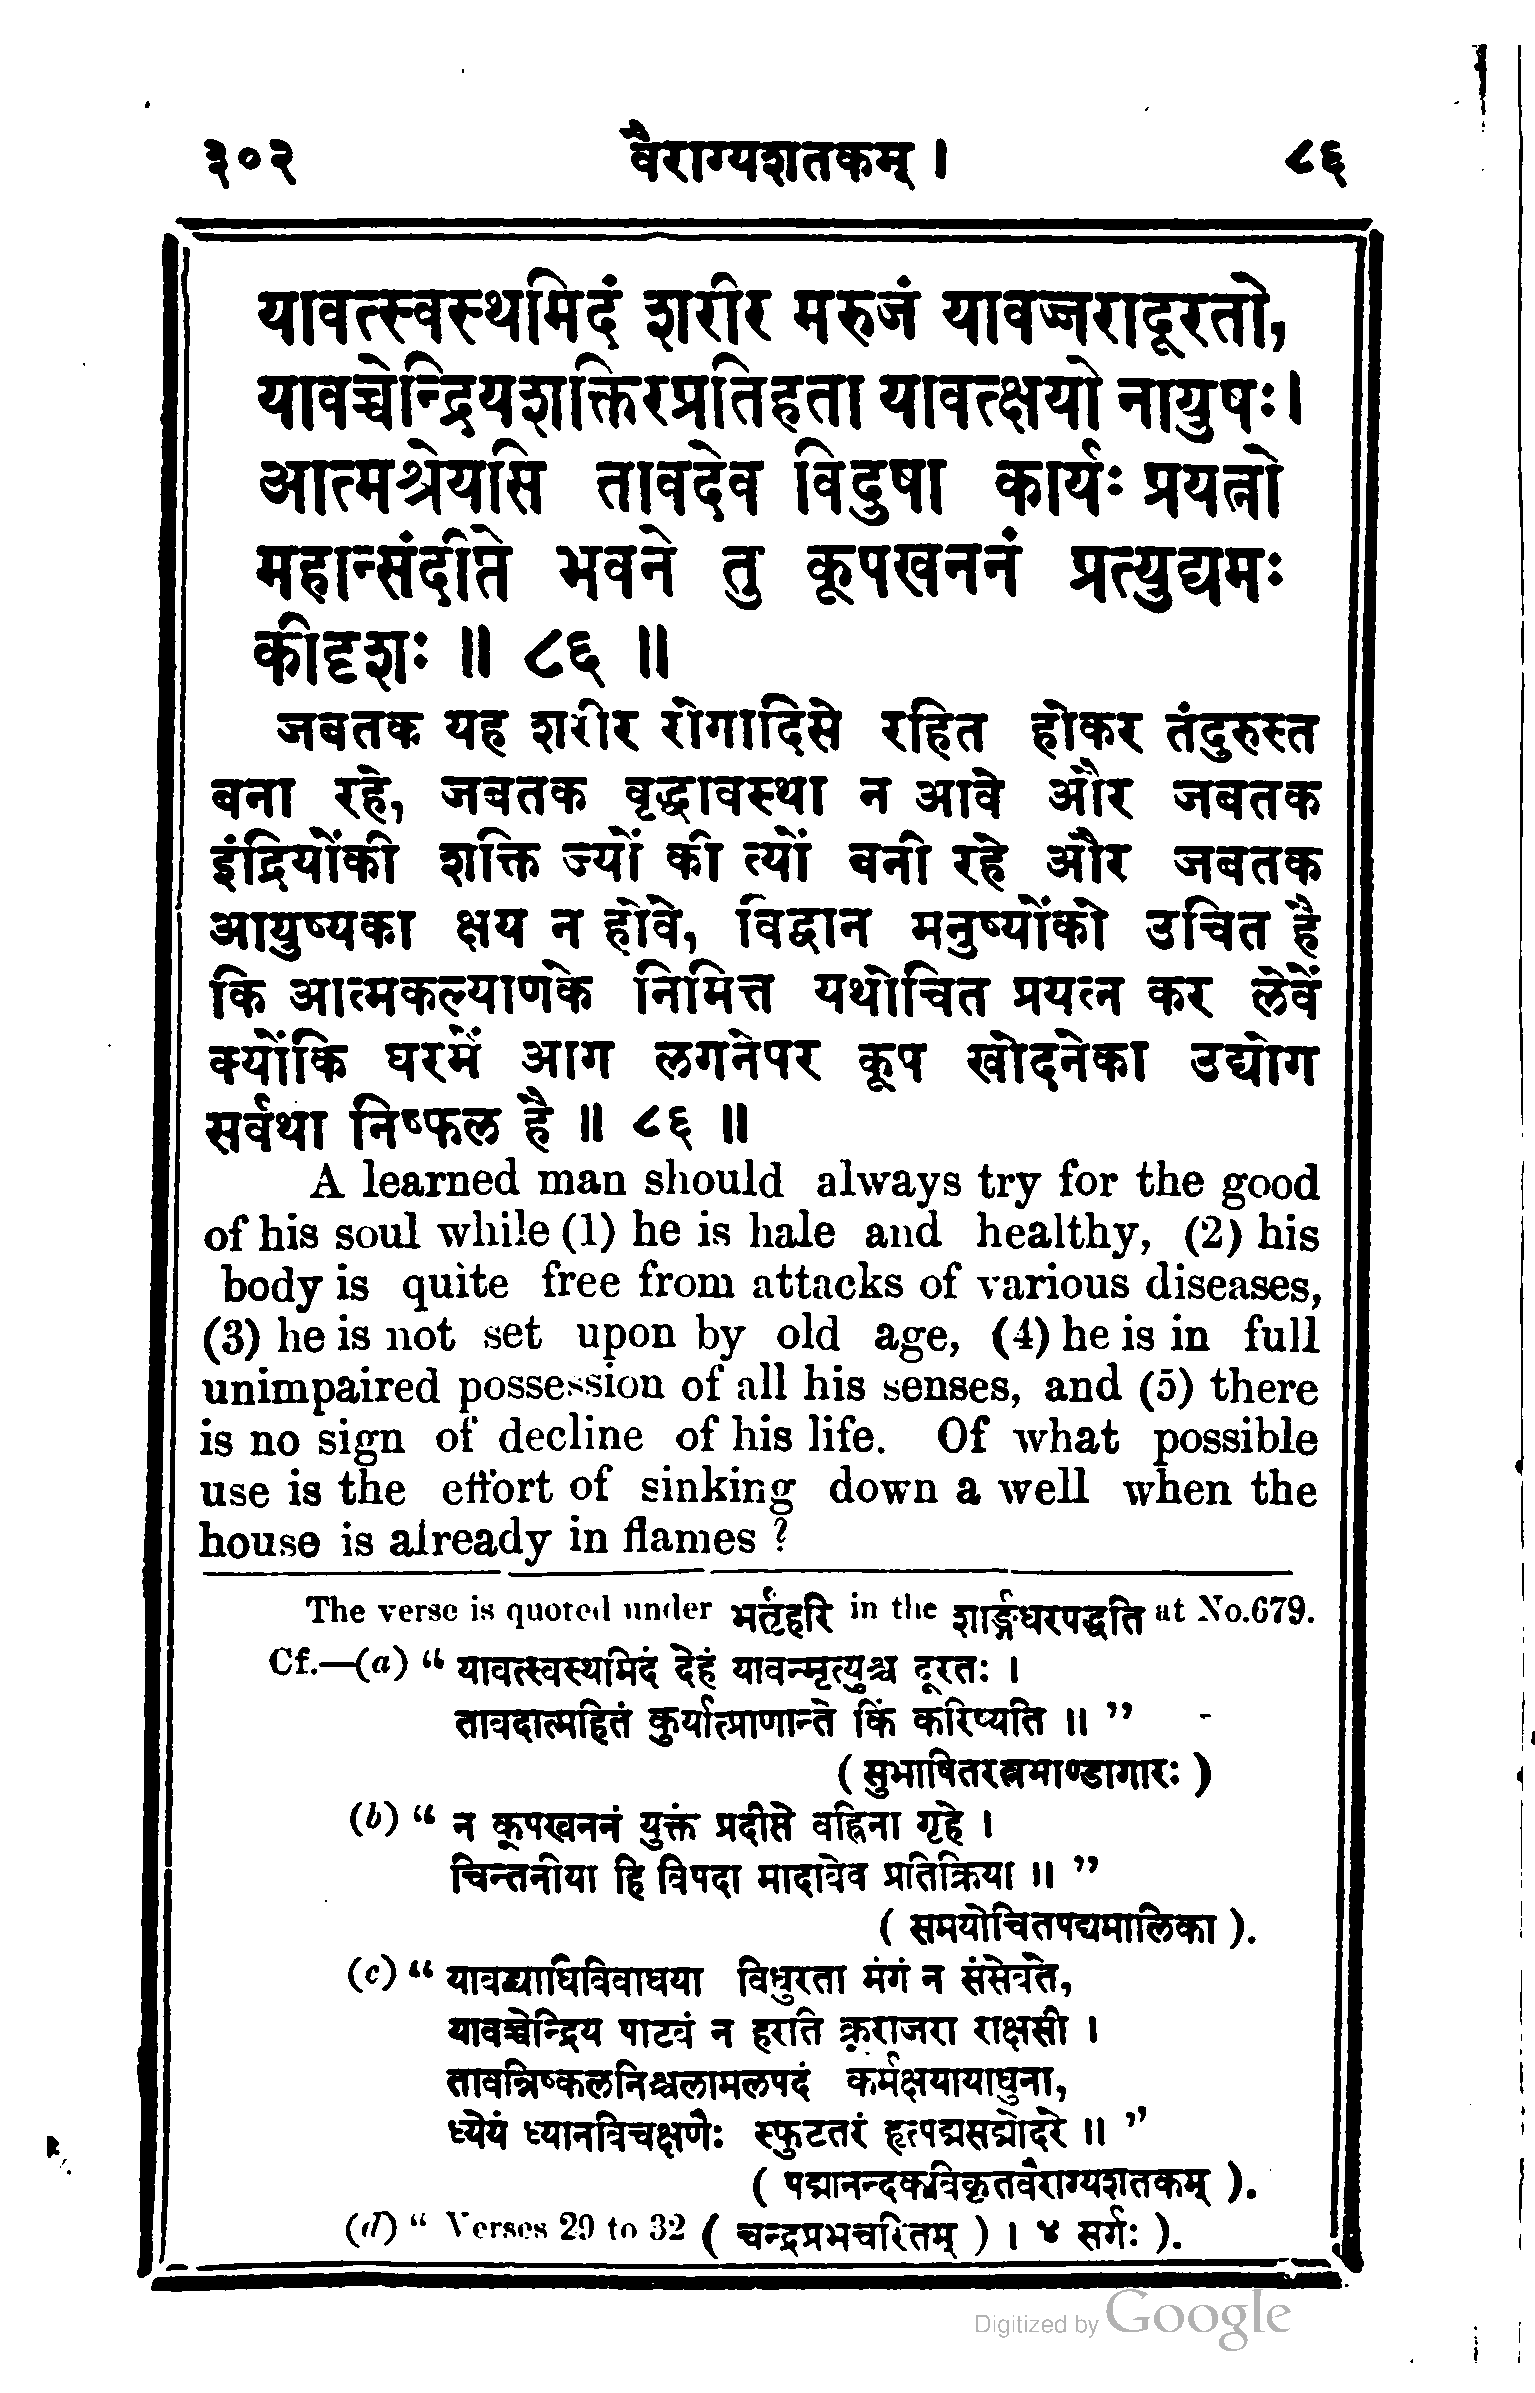 ३०२ वैराग्यशतकम् । ८६
यावत्स्वस्थमिदं शरीर मरुजं यावज्जरादूरतो,
यावच्चेन्द्रियशक्तिरप्रतिहता यावत्क्षयो नायुषः।
आत्मश्रेयसि तावदेव विदुषा कार्यः प्रयत्नो
महान्संदीप्ते भवने तु कूपखननं प्रत्युद्यमः
कीदृशः ॥ ८६ ॥
जबतक यह शरीर रोगादिसे रहित होकर तंदुरुस्त
बना रहे, जबतक वृद्धावस्था न आवे और जबतक
इंद्रियोंकी शक्ति ज्यों की त्यों बनी रहे और जबतक
आयुष्यका क्षय न होवे, विद्वान मनुष्योंको उचित है
कि आत्मकल्याणके निमित्त यथोचित प्रयत्न कर लेवें
क्योंकि घरमें आग लगनेपर कूप खोदनेका उद्योग
सर्वथा निष्फल है ॥ ८६ ॥
A learned man should always try for the good
of his soul while (1) he is hale and healthy, (2) his
body is quite free from attacks of various diseases,
(3) he is not set upon by old age, (4) he is in full
unimpaired possession of all his senses, and (5) there
is no sign of decline of his life. Of what possible
use is the effort of sinking down a well when the
house is already in flames ?
The verse is quoted under भर्तृहरि in the शार्ङ्गधरपद्धति at No.679.
Cf.—(a) “ यावत्स्वस्थमिदं देहं यावन्मृत्युश्च दूरतः ।
तावदात्महितं कुर्यात्प्राणान्ते किं करिष्यति ॥ ”
( सुभाषितरत्नभाण्डागारः )
(b) “ न कूपखननं युक्तं प्रदीप्ते वह्निना गृहे ।
चिन्तनीया हि विपदा मादावेव प्रतिक्रिया ॥ ”
( समयोचितपद्यमालिका ).
(c) “ यावद्याधिविबाधया विधुरता मंगं न संसेवते,
यावच्चेन्द्रिय पाटवं न हरति क्रूराजरा राक्षसी ।
तावन्निष्कलनिश्चलामलपदं कर्मक्षयायाधुना,
ध्येयं ध्यानविचक्षणैः स्फुटतरं हृत्पद्मसद्मोदरे ॥ ”
( पद्मानन्दकविकृतवैराग्यशतकम् ).
(d) “ Verses 29 to 32 ( चन्द्रप्रभचरितम् ) । ४ सर्गः ).
Digitized by Google